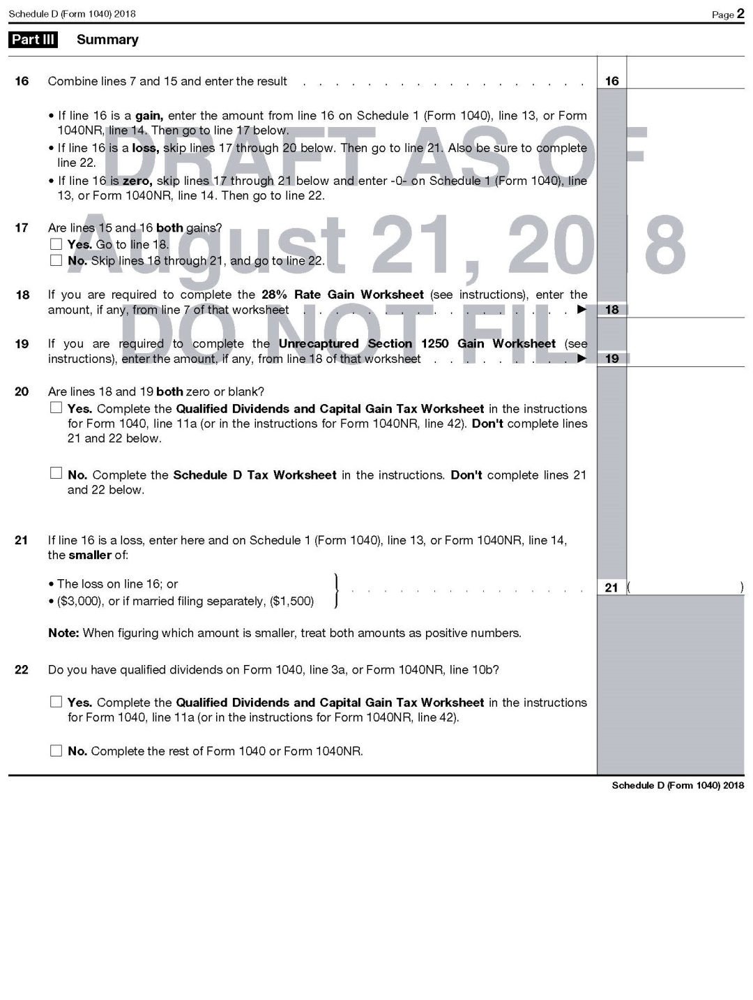 Schedule D (Form 1040) 2018 Page 2
Part III Summary
16 Combine lines 7 and 15 and enter the result . . . . . . . . . . . . . . . . . . 16
• If line 16 is a gain, enter the amount from line 16 on Schedule 1 (Form 1040), line 13, or Form
1040NR, line 14. Then go to line 17 below.
• If line 16 is a loss, skip lines 17 through 20 below. Then go to line 21. Also be sure to complete
line 22.
• If line 16 is zero, skip lines 17 through 21 below and enter -0- on Schedule 1 (Form 1040), line
13, or Form 1040NR, line 14. Then go to line 22.
DRAFT AS OF
August 21, 2018
DO NOT FILE
17 Are lines 15 and 16 both gains?
☐ Yes. Go to line 18.
☐ No. Skip lines 18 through 21, and go to line 22.
18 If you are required to complete the 28% Rate Gain Worksheet (see instructions), enter the
amount, if any, from line 7 of that worksheet . . . . . . . . . . . . . . . . . ▶ 18
19 If you are required to complete the Unrecaptured Section 1250 Gain Worksheet (see
instructions), enter the amount, if any, from line 18 of that worksheet . . . . . . . . . ▶ 19
20 Are lines 18 and 19 both zero or blank?
☐ Yes. Complete the Qualified Dividends and Capital Gain Tax Worksheet in the instructions
for Form 1040, line 11a (or in the instructions for Form 1040NR, line 42). Don't complete lines
21 and 22 below.
☐ No. Complete the Schedule D Tax Worksheet in the instructions. Don't complete lines 21
and 22 below.
21 If line 16 is a loss, enter here and on Schedule 1 (Form 1040), line 13, or Form 1040NR, line 14,
the smaller of:
• The loss on line 16; or
. . . . . . . . . . . . . . . 21 ( )
• ($3,000), or if married filing separately, ($1,500)
Note: When figuring which amount is smaller, treat both amounts as positive numbers.
22 Do you have qualified dividends on Form 1040, line 3a, or Form 1040NR, line 10b?
☐ Yes. Complete the Qualified Dividends and Capital Gain Tax Worksheet in the instructions
for Form 1040, line 11a (or in the instructions for Form 1040NR, line 42).
☐ No. Complete the rest of Form 1040 or Form 1040NR.
Schedule D (Form 1040) 2018